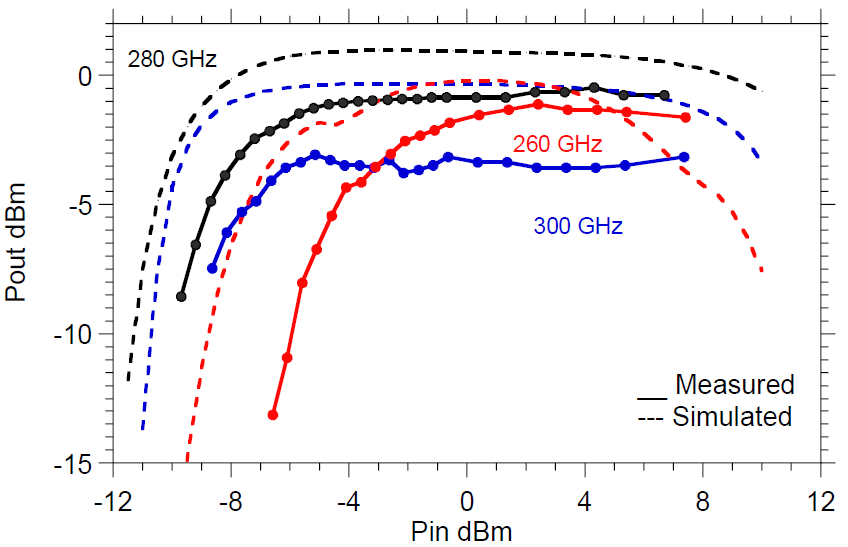 280 GHz
0
260 GHz
-5
300 GHz
Pout dBm
-10
__ Measured
--- Simulated
-15
-12 -8 -4 0 4 8 12
Pin dBm